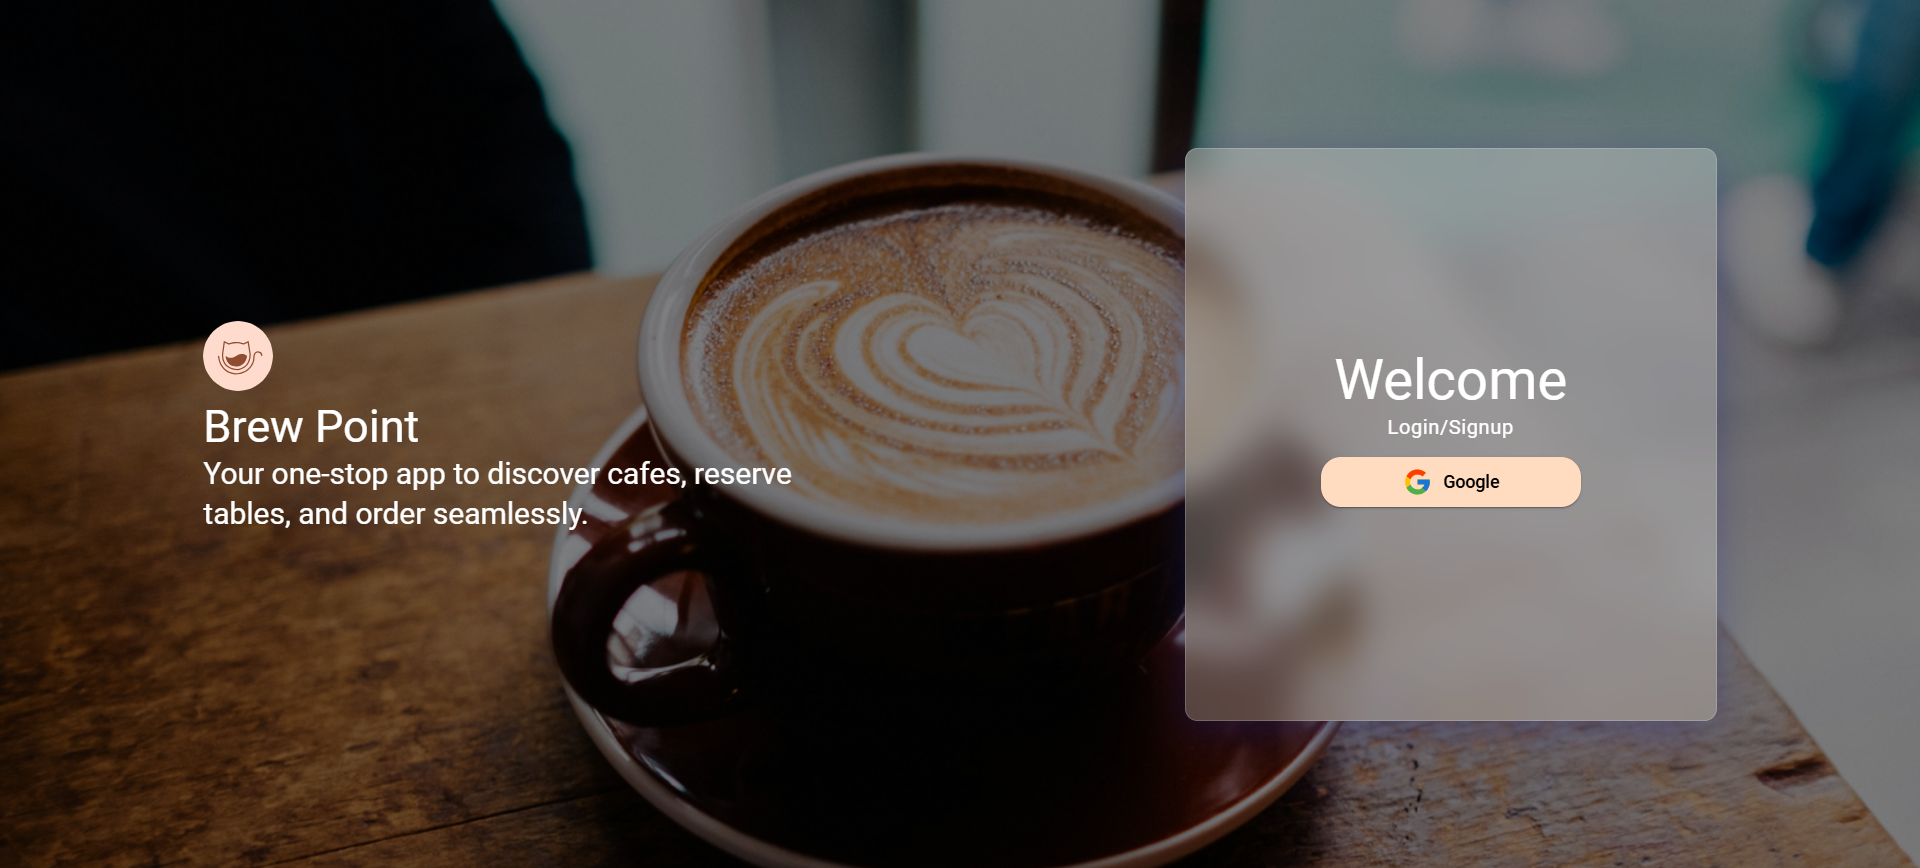 Brew Point
Your one-stop app to discover cafes, reserve
tables, and order seamlessly.
Welcome
Login/Signup
Google